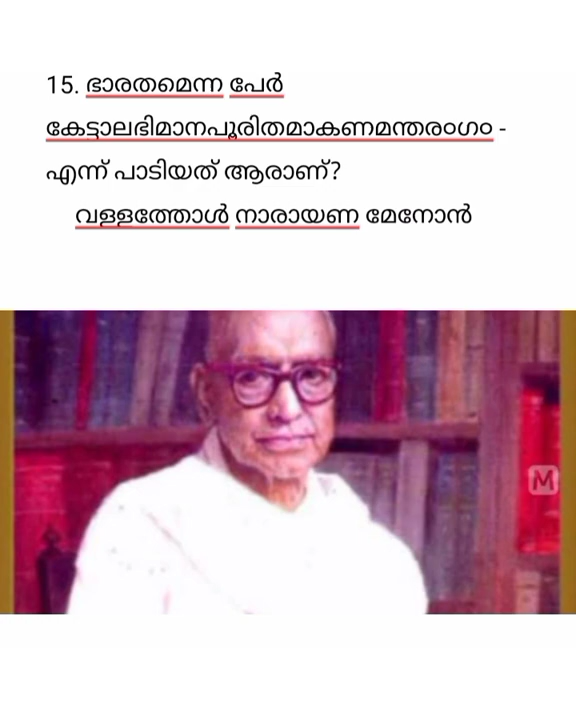 15. ഭാരതമെന്ന പേർ
കേട്ടാലഭിമാനപൂരിതമാകണമന്തരംഗം -
എന്ന് പാടിയത് ആരാണ്?
വള്ളത്തോൾ നാരായണ മേനോൻ
M